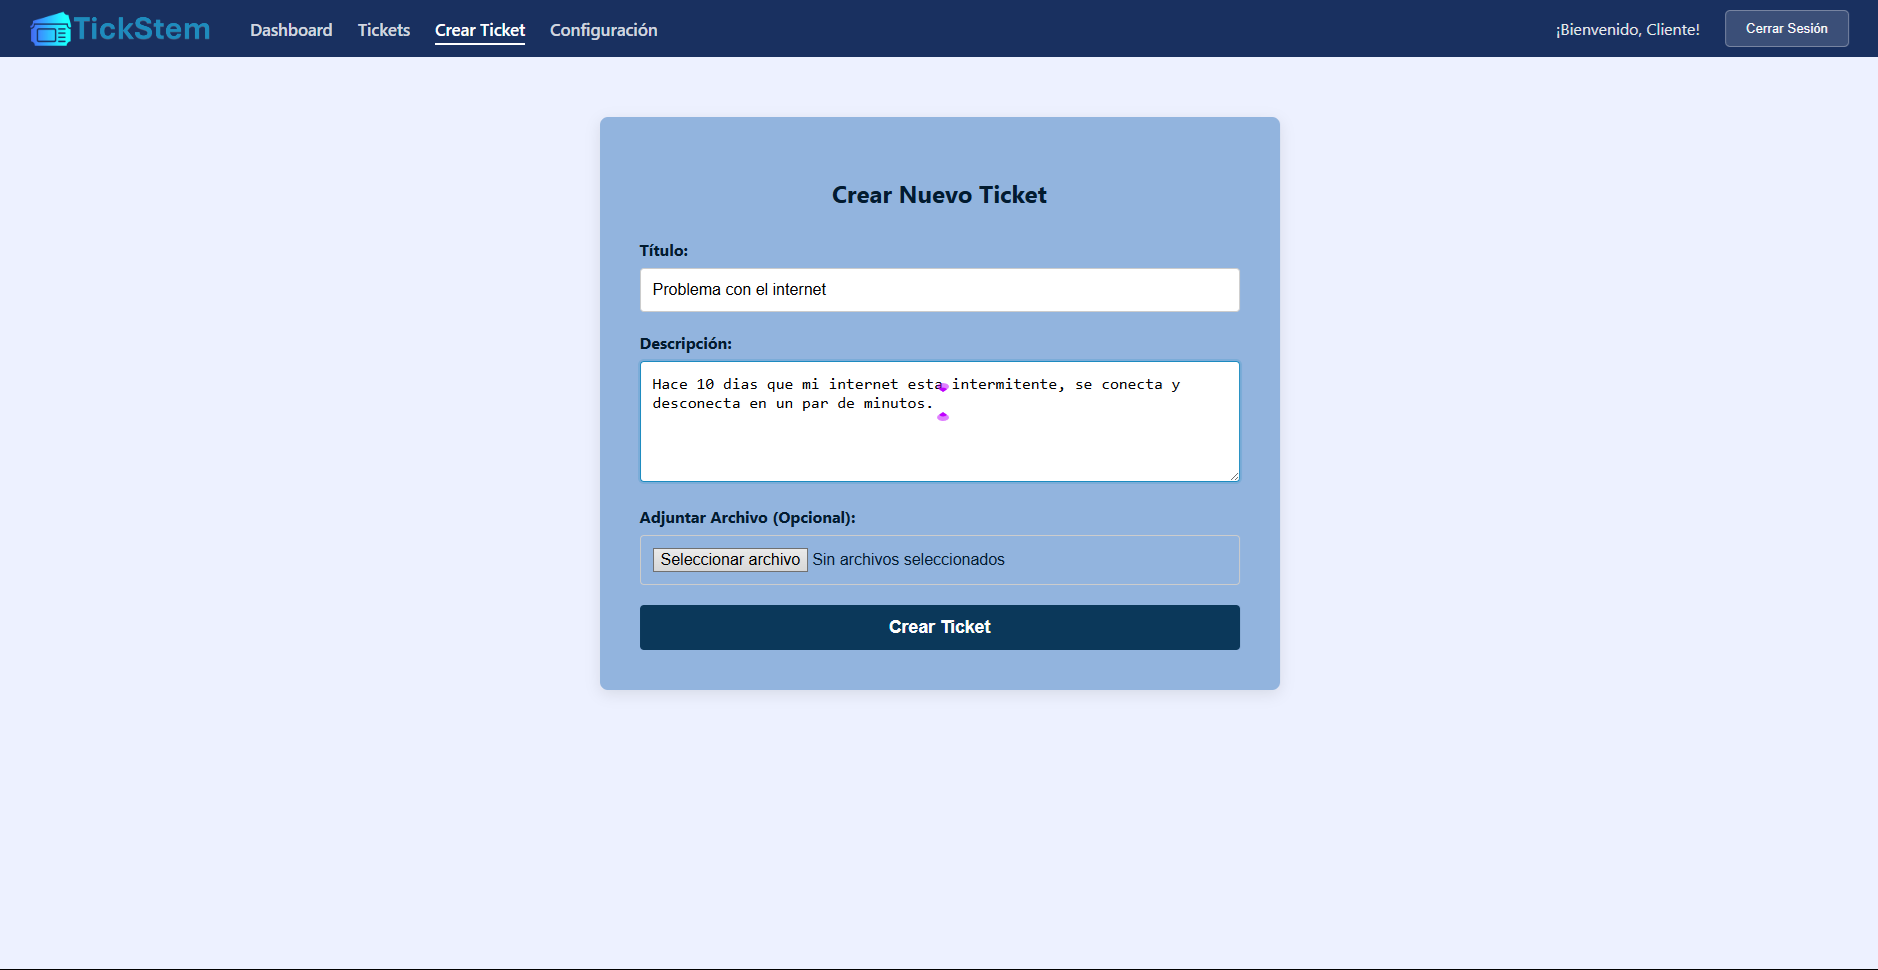 TickStem
Dashboard
Tickets
Crear Ticket
Configuración
¡Bienvenido, Cliente!
Cerrar Sesión
Crear Nuevo Ticket
Título:
Problema con el internet
Descripción:
Hace 10 dias que mi internet esta intermitente, se conecta y
desconecta en un par de minutos.
Adjuntar Archivo (Opcional):
Seleccionar archivo Sin archivos seleccionados
Crear Ticket